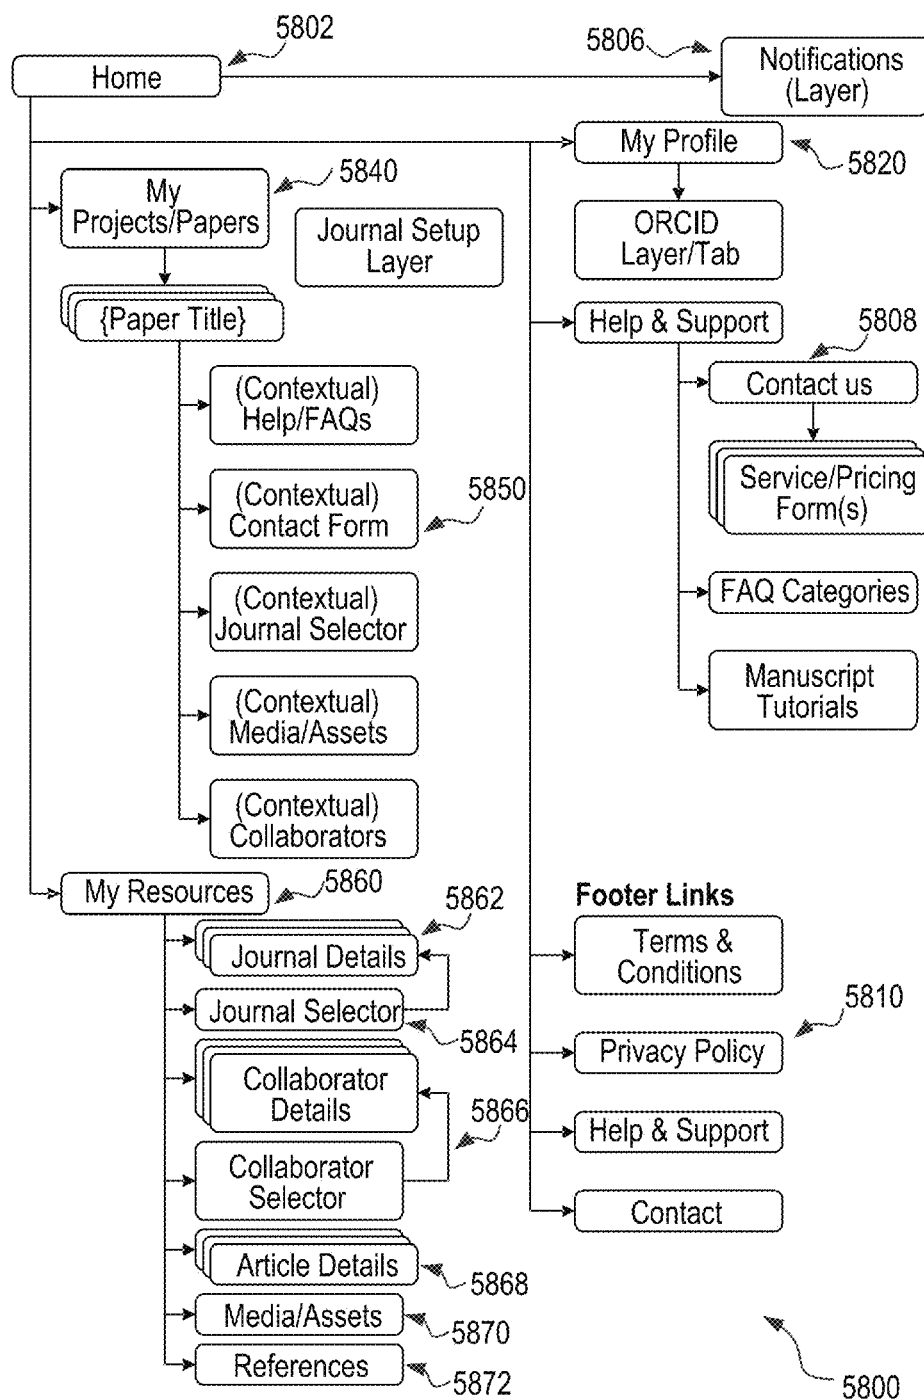 5802
5806
Home
Notifications
(Layer)
My Profile
5820
5840
My
Projects/Papers
Journal Setup
Layer
ORCID
Layer/Tab
{Paper Title}
Help & Support
5808
Contact us
(Contextual)
Help/FAQs
Service/Pricing
Form(s)
(Contextual)
Contact Form
5850
FAQ Categories
(Contextual)
Journal Selector
Manuscript
Tutorials
(Contextual)
Media/Assets
(Contextual)
Collaborators
My Resources
5860
Footer Links
5862
Journal Details
Terms &
Conditions
Journal Selector
5864
5810
Privacy Policy
Collaborator
Details
5866
Help & Support
Collaborator
Selector
Contact
Article Details
5868
Media/Assets
5870
References
5872
5800